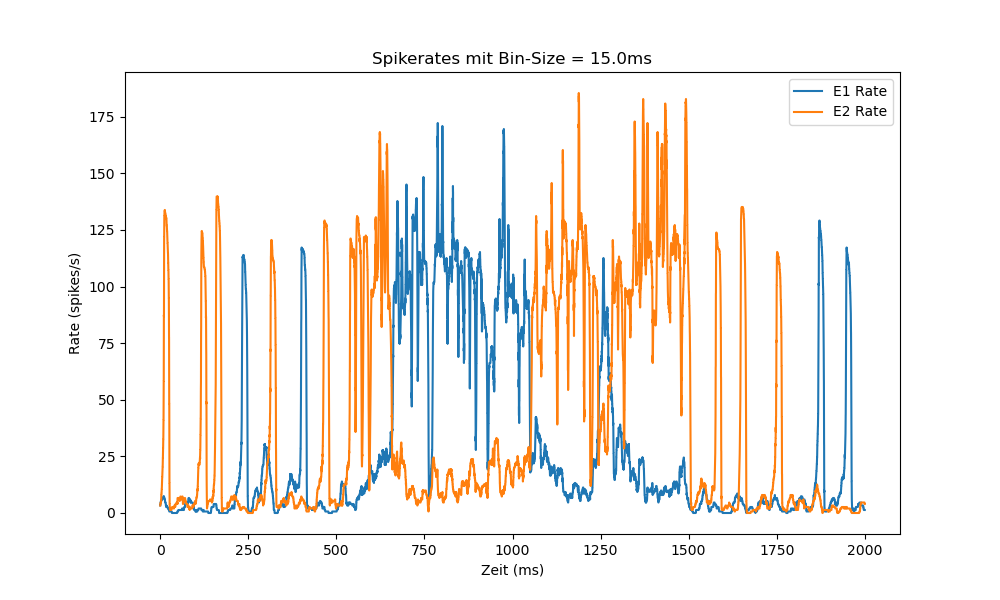 Spikerates mit Bin-Size = 15.0ms
E1 Rate
E2 Rate
Rate (spikes/s)
175
150
125
100
75
50
25
0
0 250 500 750 1000 1250 1500 1750 2000
Zeit (ms)